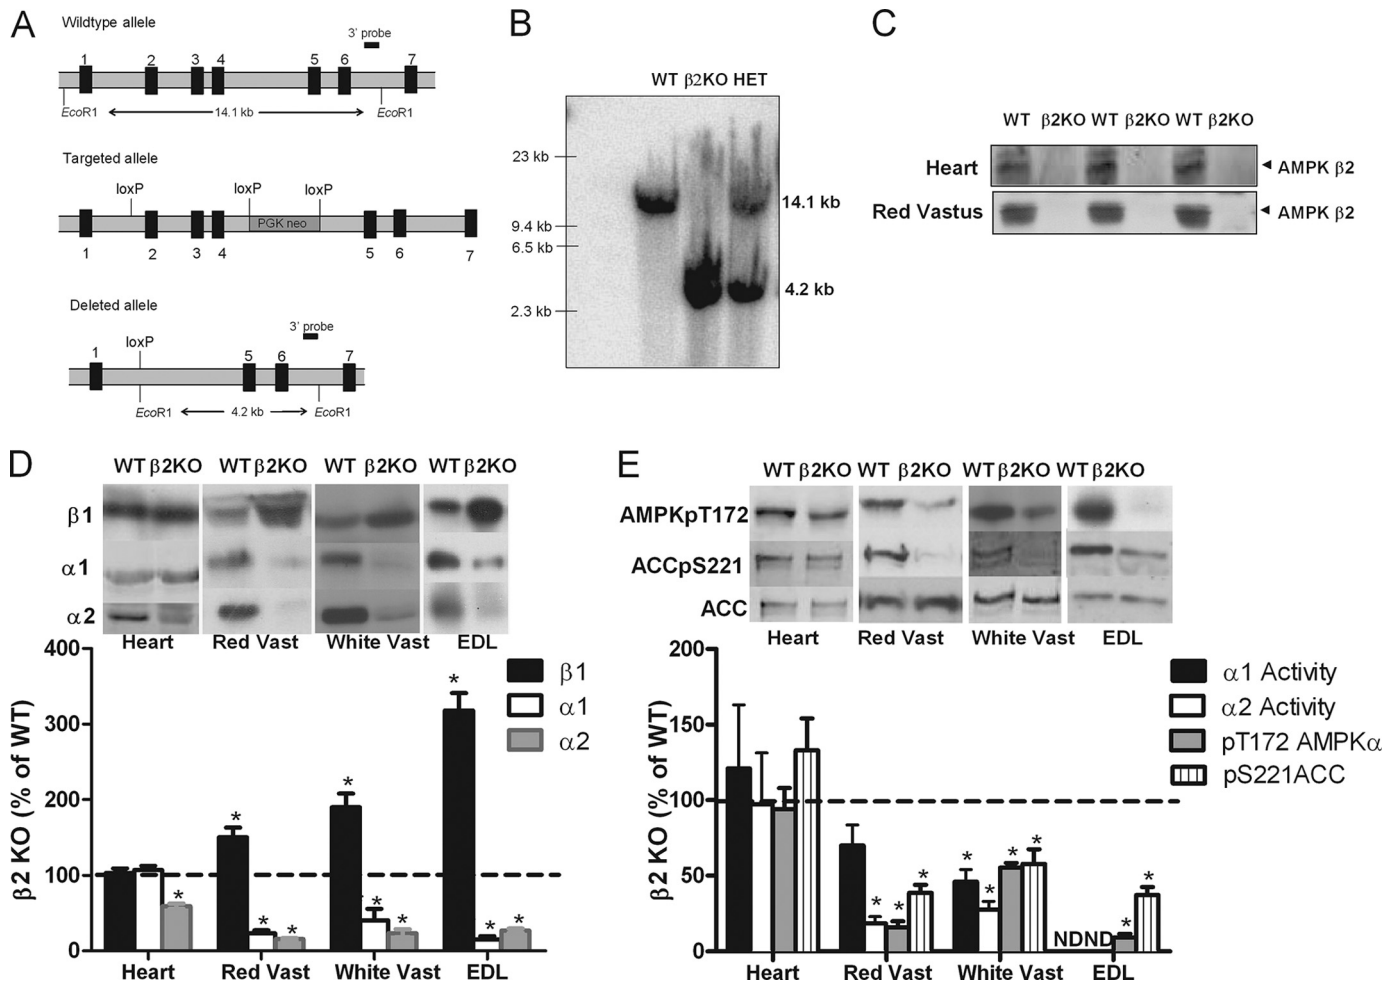 A
Wildtype allele
3' probe
1 2 3 4 5 6 7
EcoR1 14.1 kb EcoR1
Targeted allele
loxP loxP loxP
PGK neo
1 2 3 4 5 6 7
Deleted allele
3' probe
1 loxP 5 6 7
EcoR1 4.2 kb EcoR1
B
WT β2KO HET
23 kb
9.4 kb
6.5 kb
2.3 kb
14.1 kb
4.2 kb
C
WT β2KO WT β2KO WT β2KO
Heart AMPK β2
Red Vastus AMPK β2
D
WT β2KO WT β2KO WT β2KO WT β2KO
β1
α1
α2
Heart Red Vast White Vast EDL
β2 KO (% of WT)
400
300
200
100
0
* * * * * * * * * *
β1
α1
α2
Heart Red Vast White Vast EDL
E
WT β2KO WT β2KO WT β2KO WT β2KO
AMPKpT172
ACCpS221
ACC
Heart Red Vast White Vast EDL
β2 KO (% of WT)
200
150
100
50
0
* * * * * * * * *
NDND
α1 Activity
α2 Activity
pT172 AMPKα
pS221ACC
Heart Red Vast White Vast EDL